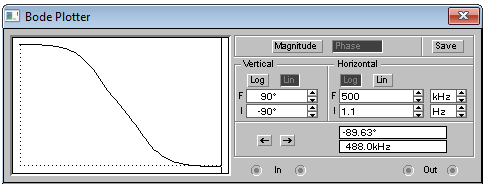 Bode Plotter
Magnitude Phase Save
Vertical Horizontal
Log Lin Log Lin
F 90° F 500 kHz
I -90° I 1.1 Hz
-89.63°
← → 488.0kHz
In Out